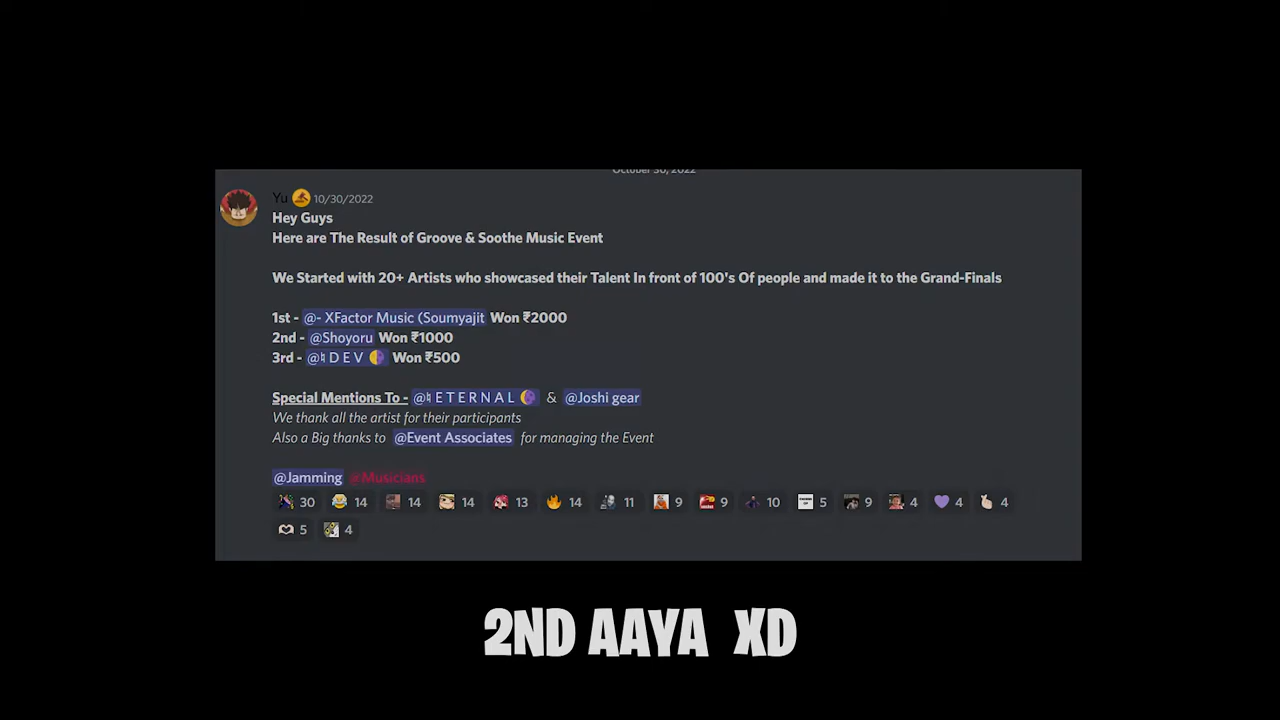 October 30, 2022
Yu 10/30/2022
Hey Guys
Here are The Result of Groove & Soothe Music Event
We Started with 20+ Artists who showcased their Talent In front of 100's Of people and made it to the Grand-Finals
1st - @- XFactor Music (Soumyajit Won ₹2000
2nd - @Shoyoru Won ₹1000
3rd - @♮ D E V Won ₹500
Special Mentions To - @♮ E T E R N A L & @Joshi gear
We thank all the artist for their participants
Also a Big thanks to @Event Associates for managing the Event
@Jamming @Musicians
30 14 14 14 13 14 11 9 9 10 5 9 4 4 4
5 4
2ND AAYA XD